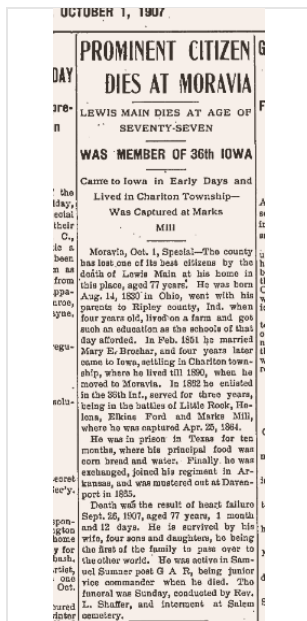 OCTOBER 1, 1907
PROMINENT CITIZEN
DIES AT MORAVIA
LEWIS MAIN DIES AT AGE OF
SEVENTY-SEVEN
WAS MEMBER OF 36th IOWA
Came to Iowa in Early Days and
Lived in Chariton Township—
Was Captured at Marks
Mill
Moravia, Oct. 1, Special—The county
has lost one of its best citizens by the
death of Lewis Main at his home in
this place, aged 77 years. He was born
Aug. 14, 1830 in Ohio, went with his
parents to Ripley county, Ind. when
four years old, lived on a farm and got
such an education as the schools of that
day afforded. In Feb. 1851 he married
Mary E. Brochar, and four years later
came to Iowa, settling in Chariton town-
ship, where he lived till 1890, when he
moved to Moravia. In 1862 he enlisted
in the 36th Inf., served for three years,
being in the battles of Little Rock, He-
lena, Elkins Ford and Marks Mill,
where he was captured Apr. 25, 1864.
He was in prison in Texas for ten
months, where his principal food was
corn bread and water. Finally he was
exchanged, joined his regiment in Ar-
kansas, and was mustered out at Daven-
port in 1865.
Death was the result of heart failure
Sept. 26, 1907, aged 77 years, 1 month
and 12 days. He is survived by his
wife, four sons and daughters, he being
the first of the family to pass over to
the other world. He was active in Sam-
uel Sumner post G A R, being junior
vice commander when he died. The
funeral was Sunday, conducted by Rev.
L. Shaffer, and interment at Salem
cemetery.